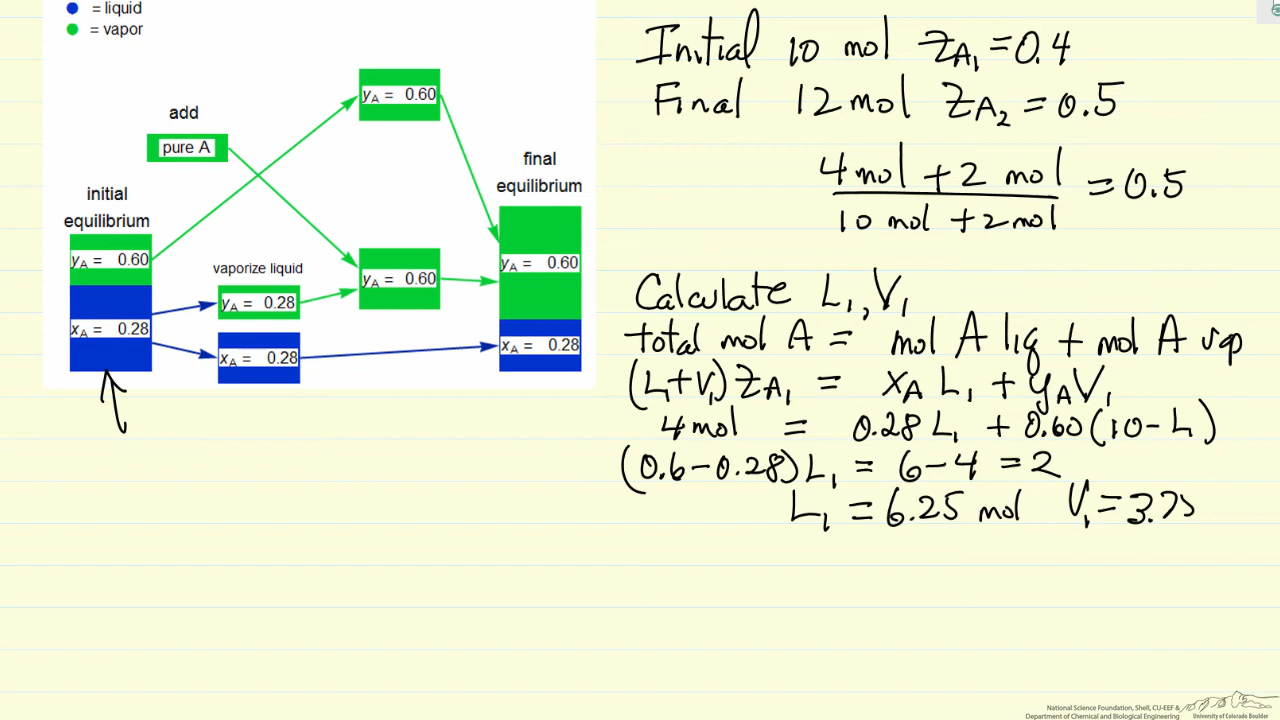 = liquid
= vapor
add
pure A
initial
equilibrium
yA = 0.60
xA = 0.28
vaporize liquid
yA = 0.28
xA = 0.28
yA = 0.60
yA = 0.60
final
equilibrium
yA = 0.60
xA = 0.28
Initial 10 mol ZA1 = 0.4
Final 12 mol ZA2 = 0.5
4 mol + 2 mol
= 0.5
10 mol + 2 mol
Calculate L1, V1
total mol A = mol A liq + mol A vap
(L1+V1) ZA1 = xA L1 + yA V1
4 mol = 0.28 L1 + 0.60 (10 - L1)
(0.6 - 0.28) L1 = 6 - 4 = 2
L1 = 6.25 mol V1 = 3.75
National Science Foundation, Shell, CU-EEF &
Department of Chemical and Biological Engineering
University of Colorado Boulder